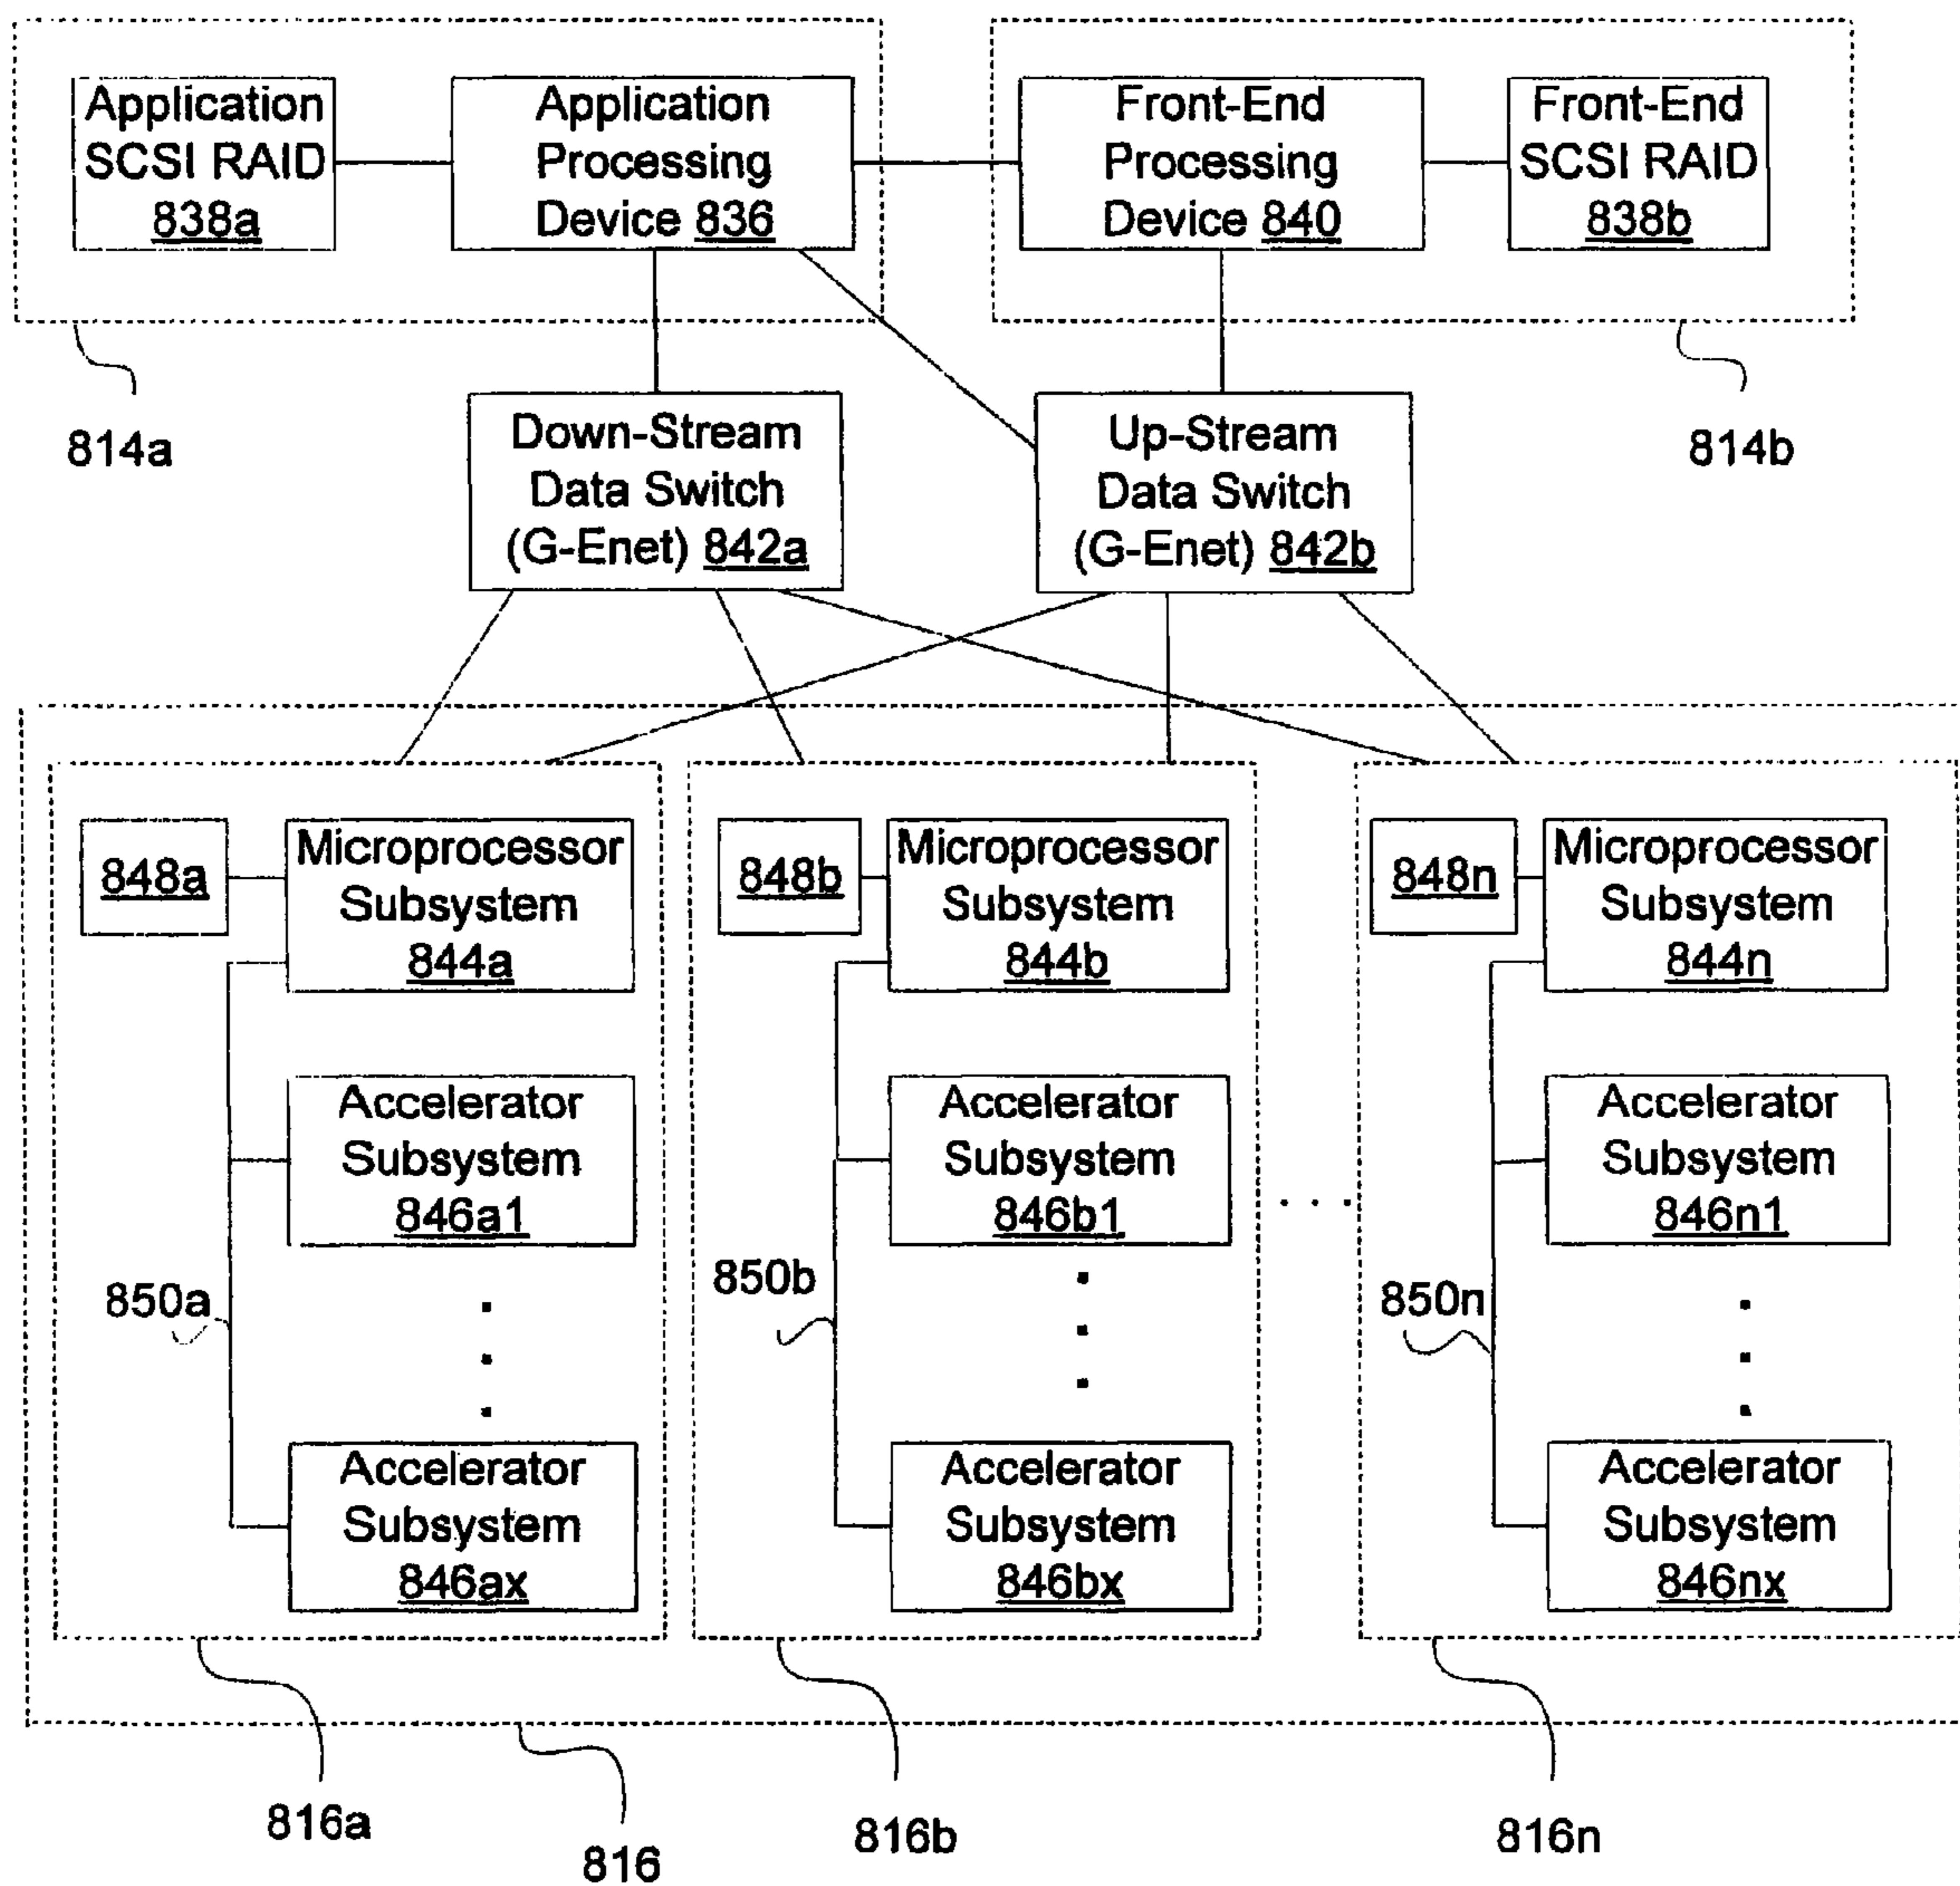 Application
SCSI RAID
838a
Application
Processing
Device 836
Front-End
Processing
Device 840
Front-End
SCSI RAID
838b
814a
814b
Down-Stream
Data Switch
(G-Enet) 842a
Up-Stream
Data Switch
(G-Enet) 842b
848a
Microprocessor
Subsystem
844a
848b
Microprocessor
Subsystem
844b
848n
Microprocessor
Subsystem
844n
Accelerator
Subsystem
846a1
Accelerator
Subsystem
846b1
. . .
Accelerator
Subsystem
846n1
850a
850b
850n
Accelerator
Subsystem
846ax
Accelerator
Subsystem
846bx
Accelerator
Subsystem
846nx
816a
816
816b
816n